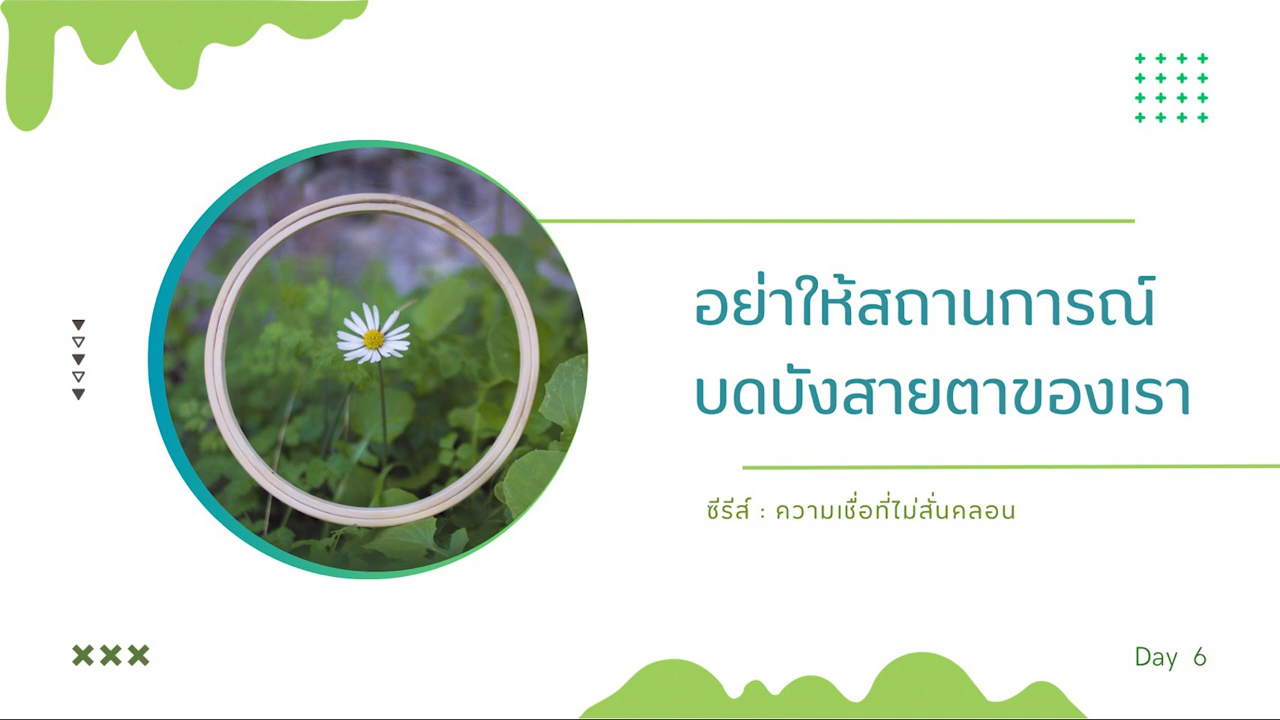 อย่าให้สถานการณ์
บดบังสายตาของเรา
ซีรีส์ : ความเชื่อที่ไม่สั่นคลอน
Day 6